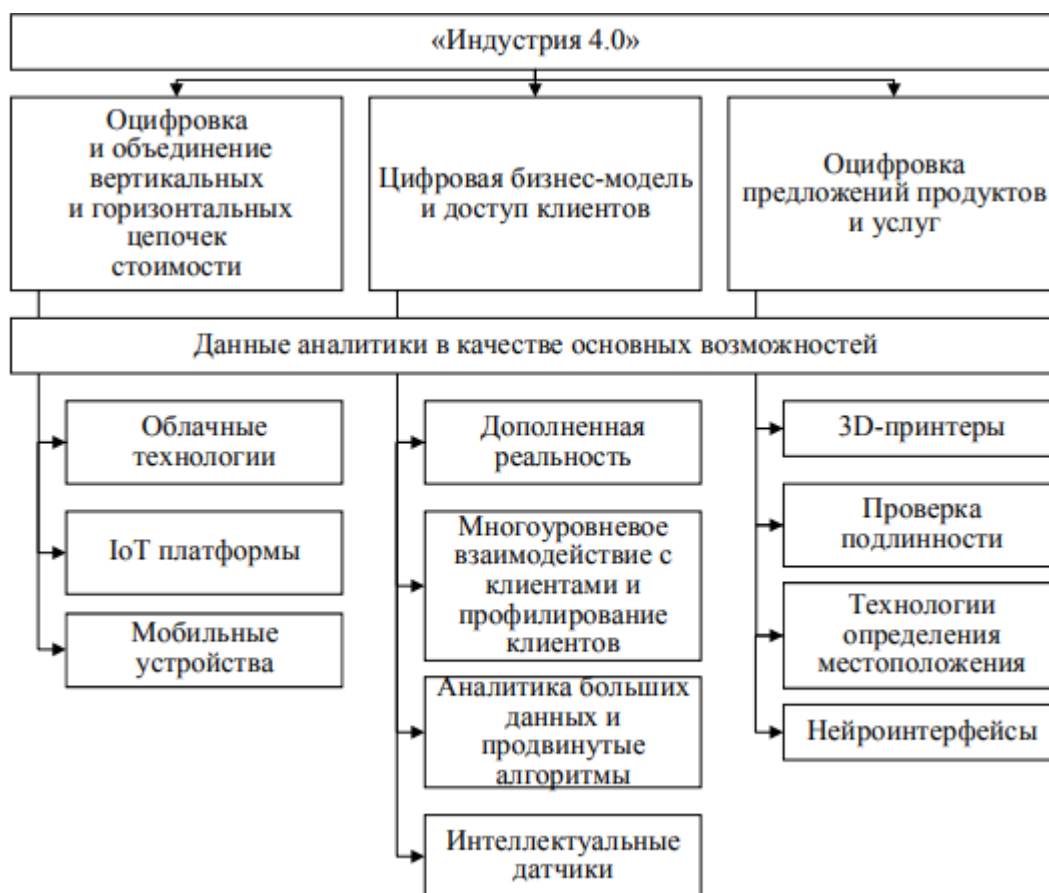 «Индустрия 4.0»
Оцифровка
и объединение
вертикальных
и горизонтальных
цепочек
стоимости
Цифровая бизнес-модель
и доступ клиентов
Оцифровка
предложений продуктов
и услуг
Данные аналитики в качестве основных возможностей
Облачные
технологии
IoT платформы
Мобильные
устройства
Дополненная
реальность
Многоуровневое
взаимодействие с
клиентами и
профилирование
клиентов
Аналитика больших
данных и
продвинутые
алгоритмы
Интеллектуальные
датчики
3D-принтеры
Проверка
подлинности
Технологии
определения
местоположения
Нейроинтерфейсы